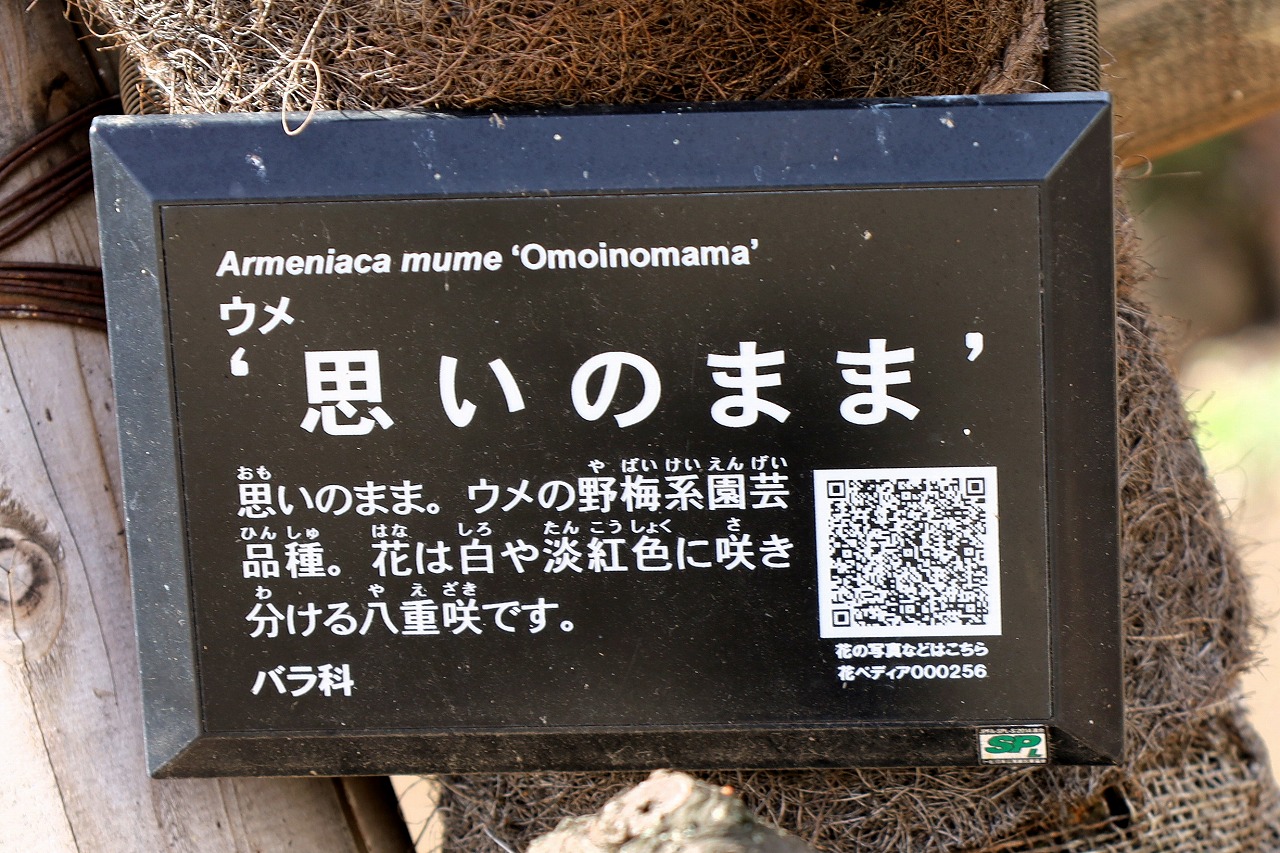 Armeniaca mume ‘Omoinomama’
ウメ
‘思いのまま’
おも や ばい けい えん げい
思いのまま。ウメの野梅系園芸
ひん しゅ はな しろ たん こう しょく さ
品種。花は白や淡紅色に咲き
わ や え ざき
分ける八重咲です。
バラ科
花の写真などはこちら
花ペディア000256
SPL